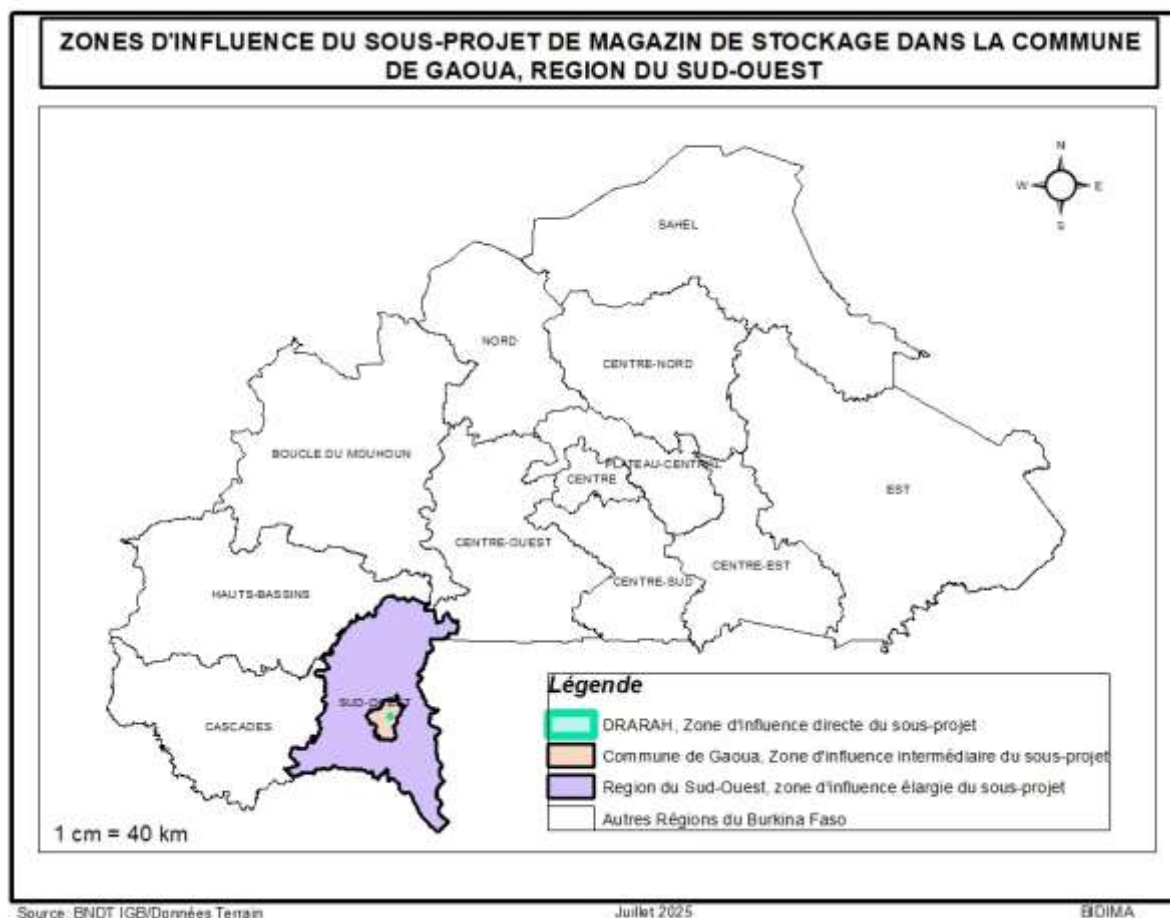 ZONES D'INFLUENCE DU SOUS-PROJET DE MAGAZIN DE STOCKAGE DANS LA COMMUNE
DE GAOUA, REGION DU SUD-OUEST
N
W E
S
SAHEL
NORD
CENTRE-NORD
BOUCLE DU MOUHOUN
PLATEAU-CENTRAL
CENTRE
EST
CENTRE-OUEST
CENTRE-EST
CENTRE-SUD
HAUTS-BASSINS
SUD-OUEST
CASCADES
Légende
DRARAH, Zone d'influence directe du sous-projet
Commune de Gaoua, Zone d'influence intermédiaire du sous-projet
Region du Sud-Ouest, zone d'influence élargie du sous-projet
Autres Régions du Burkina Faso
1 cm = 40 km
Source: BNDT IGB/Données Terrain Juillet 2025 BIDIMA